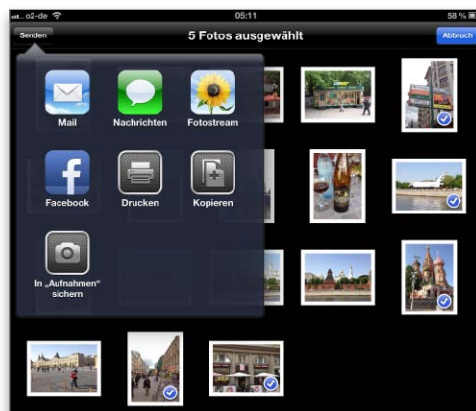 o2-de
05:11
58 %
Senden
5 Fotos ausgewählt
Abbruch
Mail
Nachrichten
Fotostream
Facebook
Drucken
Kopieren
In „Aufnahmen“
sichern